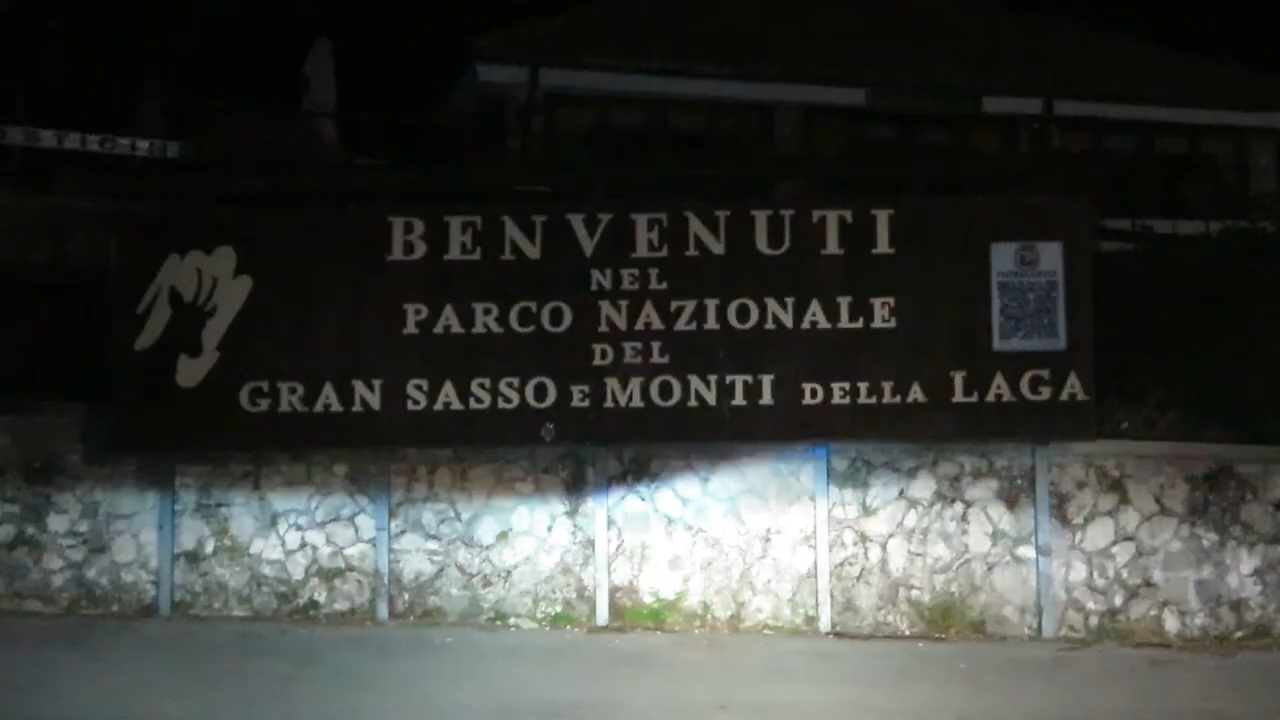 BENVENUTI
NEL
PARCO NAZIONALE
DEL
GRAN SASSO E MONTI DELLA LAGA